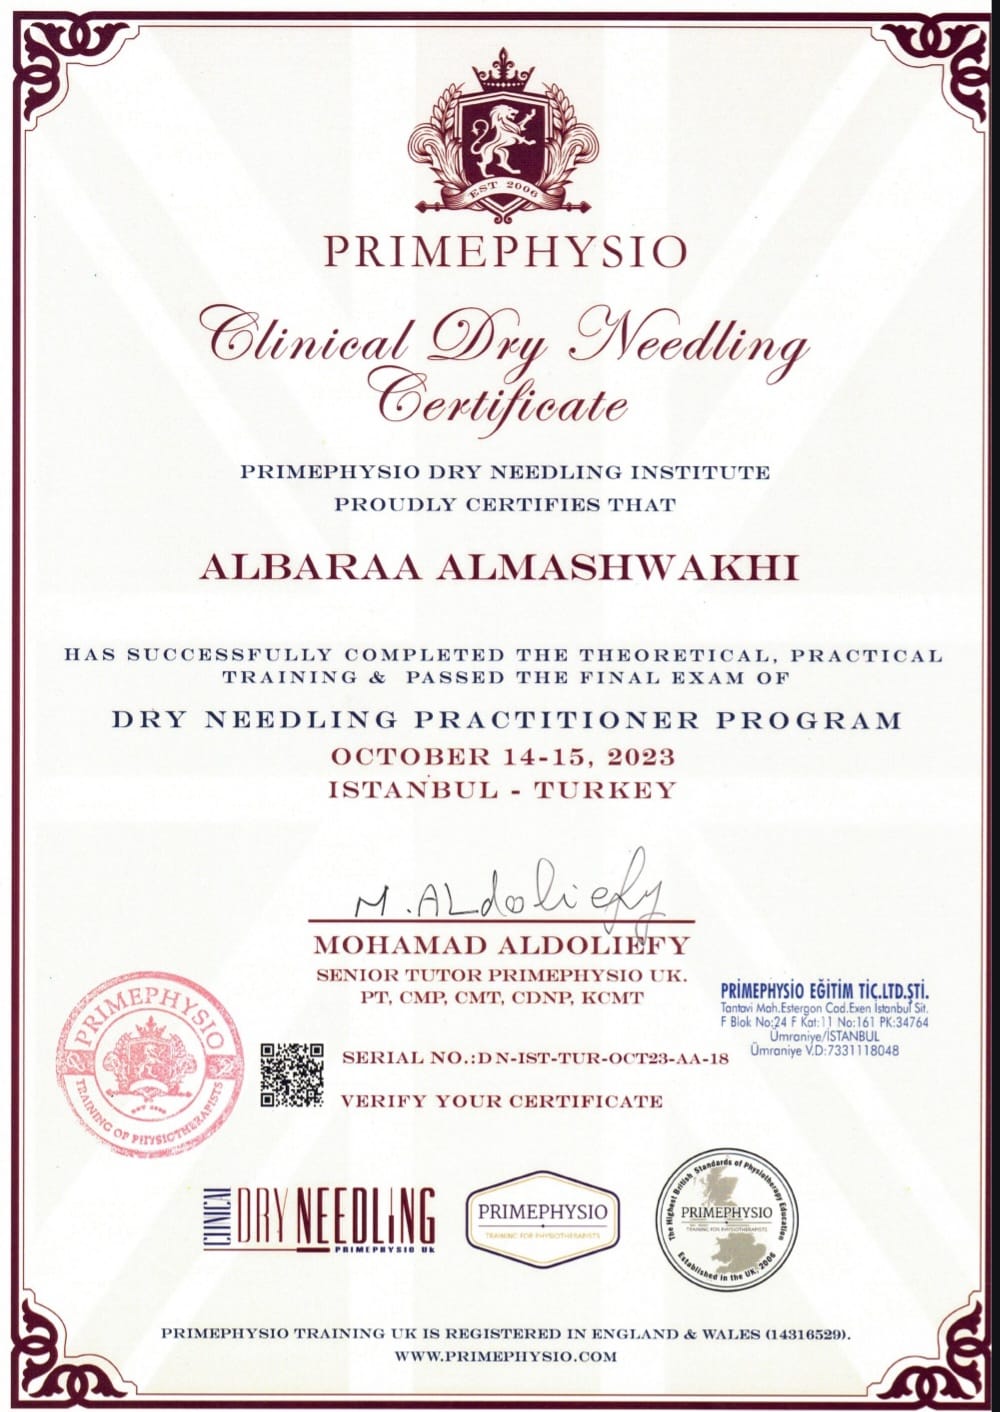 EST 2006
PRIMEPHYSIO
Clinical Dry Needling
Certificate
PRIMEPHYSIO DRY NEEDLING INSTITUTE
PROUDLY CERTIFIES THAT
ALBARAA ALMASHWAKHI
HAS SUCCESSFULLY COMPLETED THE THEORETICAL, PRACTICAL
TRAINING & PASSED THE FINAL EXAM OF
DRY NEEDLING PRACTITIONER PROGRAM
OCTOBER 14-15, 2023
ISTANBUL - TURKEY
M. ALdoliefy
MOHAMAD ALDOLIEFY
SENIOR TUTOR PRIMEPHYSIO UK.
PT, CMP, CMT, CDNP, KCMT
PRİMEPHYSİO EĞİTİM TİC.LTD.ŞTİ.
Tantavi Mah.Estergon Cad.Exen İstanbul Sit.
F Blok No:24 F Kat:11 No:161 PK:34764
Ümraniye/İSTANBUL
Ümraniye V.D:7331118048
PRIMEPHYSIO
TRAINING OF PHYSIOTHERAPISTS
SERIAL NO.:DN-IST-TUR-OCT23-AA-18
VERIFY YOUR CERTIFICATE
CLINICAL DRY NEEDLING
PRIMEPHYSIO UK
PRIMEPHYSIO
TRAINING FOR PHYSIOTHERAPISTS
The Highest British Standards of Physiotherapy Education
PRIMEPHYSIO
TRAINING FOR PHYSIOTHERAPISTS
Established in the UK, 2006
PRIMEPHYSIO TRAINING UK IS REGISTERED IN ENGLAND & WALES (14316529).
WWW.PRIMEPHYSIO.COM